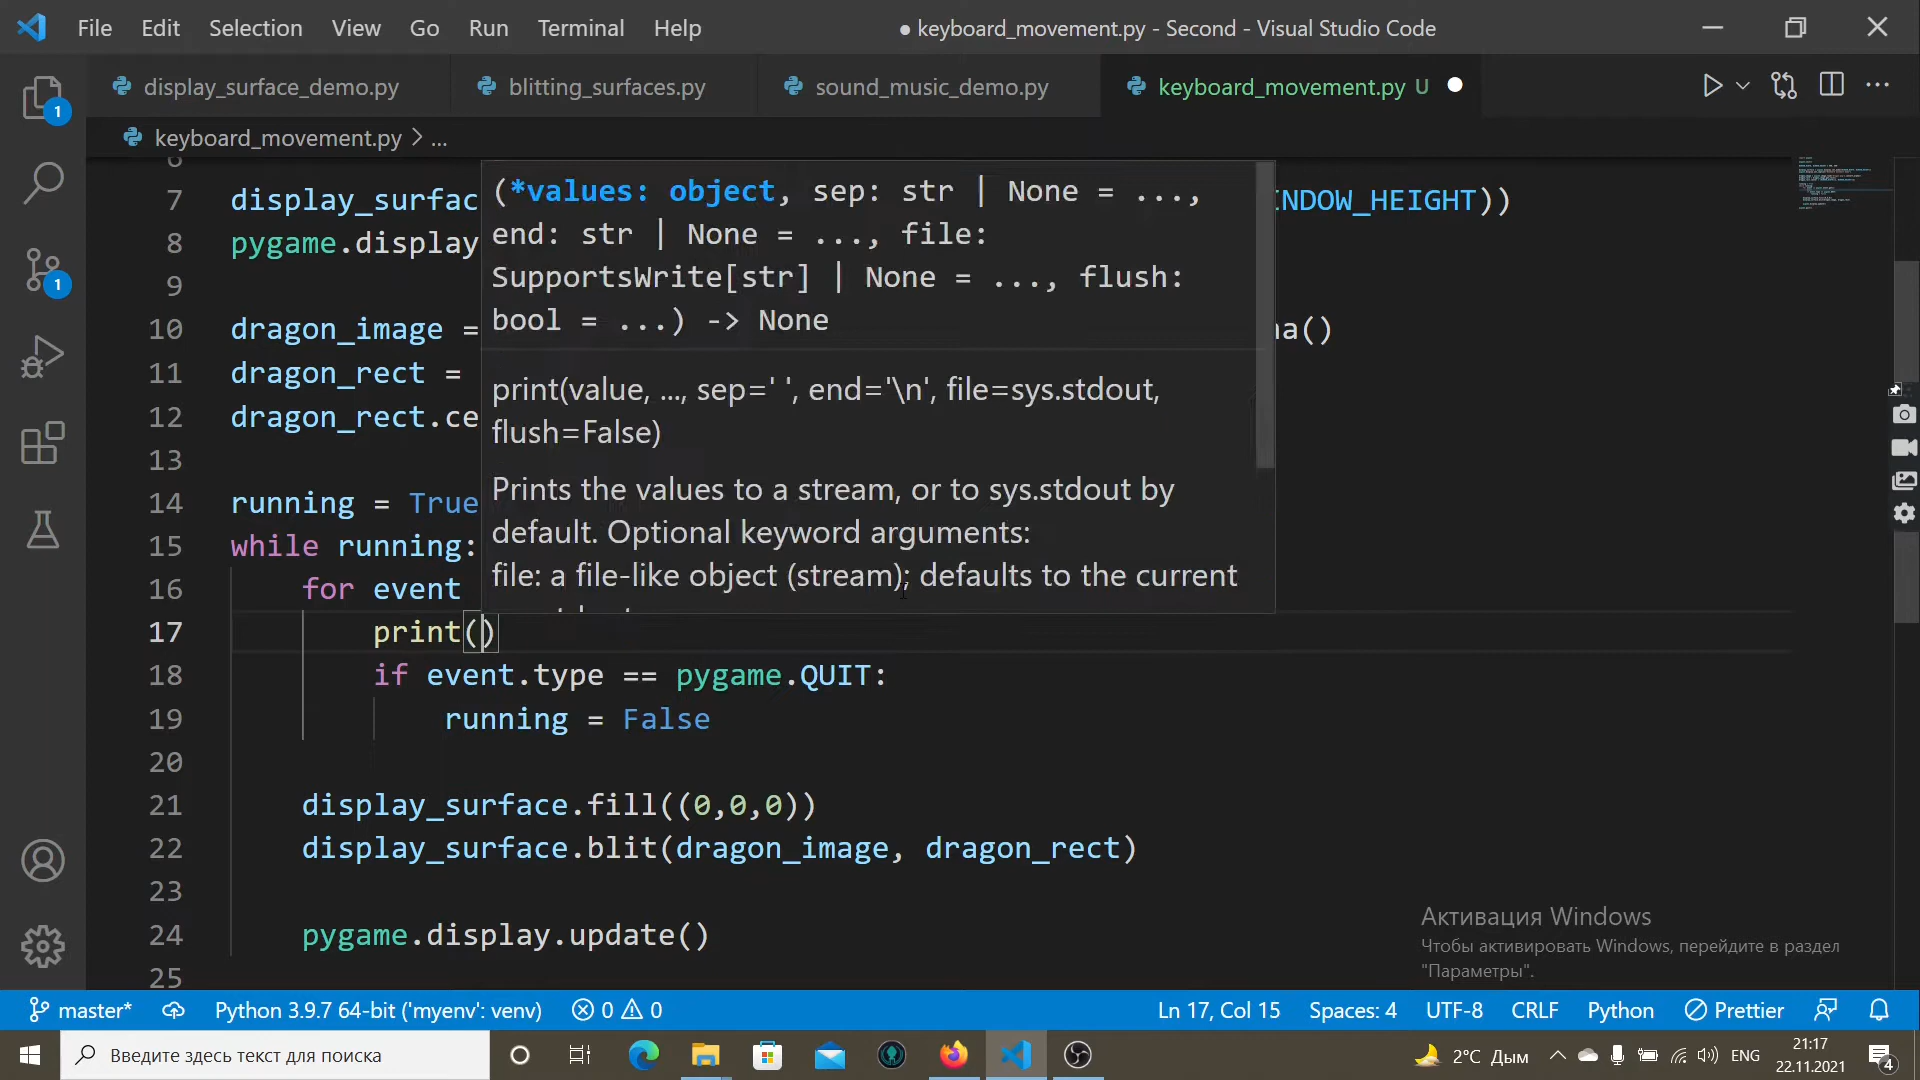 File Edit Selection View Go Run Terminal Help ● keyboard_movement.py - Second - Visual Studio Code
display_surface_demo.py blitting_surfaces.py sound_music_demo.py keyboard_movement.py U
keyboard_movement.py > ...
6
7 display_surfac INDOW_HEIGHT))
8 pygame.display
9
10 dragon_image = ha()
11 dragon_rect =
12 dragon_rect.ce
13
14 running = True
15 while running:
16 for event
17 print()
18 if event.type == pygame.QUIT:
19 running = False
20
21 display_surface.fill((0,0,0))
22 display_surface.blit(dragon_image, dragon_rect)
23
24 pygame.display.update()
25
(*values: object, sep: str | None = ...,
end: str | None = ..., file:
SupportsWrite[str] | None = ..., flush:
bool = ...) -> None
print(value, ..., sep=' ', end='\n', file=sys.stdout,
flush=False)
Prints the values to a stream, or to sys.stdout by
default. Optional keyword arguments:
file: a file-like object (stream); defaults to the current
1
1
Активация Windows
Чтобы активировать Windows, перейдите в раздел
"Параметры".
master* Python 3.9.7 64-bit ('myenv': venv) 0 0 Ln 17, Col 15 Spaces: 4 UTF-8 CRLF Python Prettier
Введите здесь текст для поиска 2°C Дым ENG 21:17
22.11.2021
4